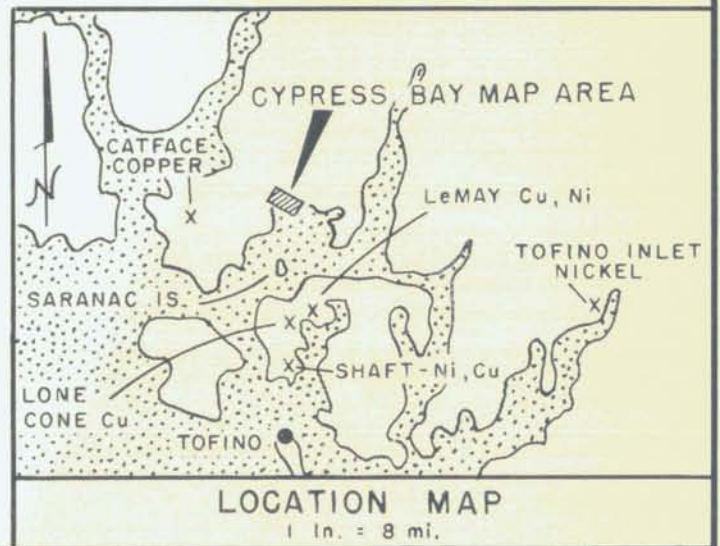 CYPRESS BAY MAP AREA
CATFACE
COPPER
N
X
LeMAY Cu, Ni
TOFINO INLET
NICKEL
X
SARANAC IS.
X
X
X
SHAFT-Ni, Cu
LONE
CONE Cu
TOFINO
LOCATION MAP
1 In. = 8 mi.